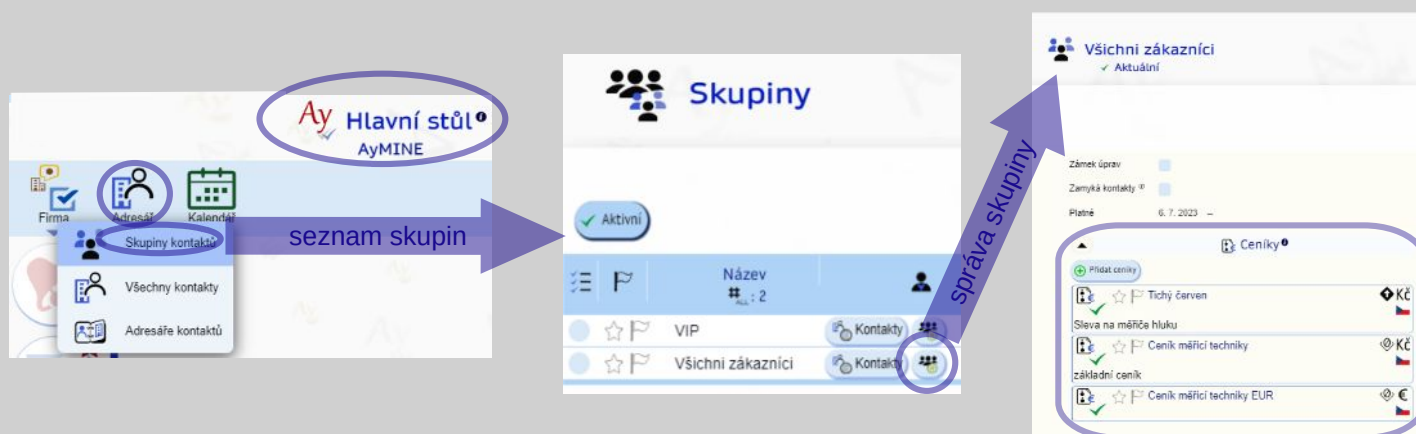 Ay Hlavní stůl
AyMINE
Firma
Adresář
Kalendář
Skupiny kontaktů
Všechny kontakty
Adresáře kontaktů
seznam skupin
Skupiny
Aktivní
Název
# ALL : 2
VIP Kontakty
Všichni zákazníci Kontakty
správa skupiny
Všichni zákazníci
Aktuální
Zámek úprav
Zamyká kontakty
Platné 6. 7. 2023 –
Ceníky
Přidat ceníky
Tichý červen Kč
Sleva na měřiče hluku
Ceník měřicí techniky Kč
základní ceník
Ceník měřicí techniky EUR €